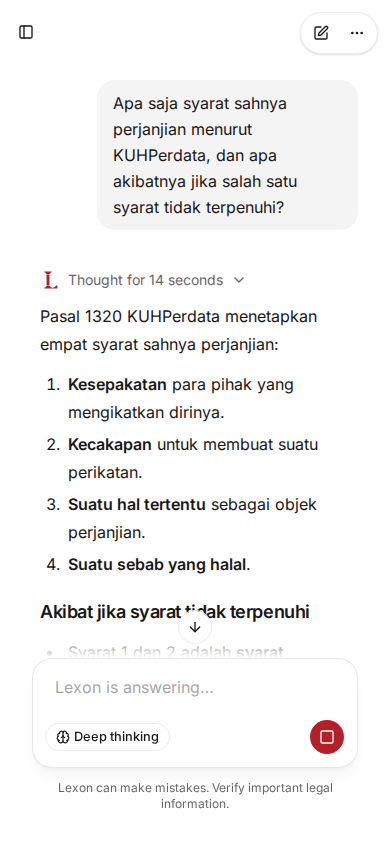 Apa saja syarat sahnya
perjanjian menurut
KUHPerdata, dan apa
akibatnya jika salah satu
syarat tidak terpenuhi?
L Thought for 14 seconds
Pasal 1320 KUHPerdata menetapkan
empat syarat sahnya perjanjian:
1. Kesepakatan para pihak yang
mengikatkan dirinya.
2. Kecakapan untuk membuat suatu
perikatan.
3. Suatu hal tertentu sebagai objek
perjanjian.
4. Suatu sebab yang halal.
Akibat jika syarat tidak terpenuhi
• Syarat 1 dan 2 adalah syarat
Lexon is answering...
Deep thinking
Lexon can make mistakes. Verify important legal
information.